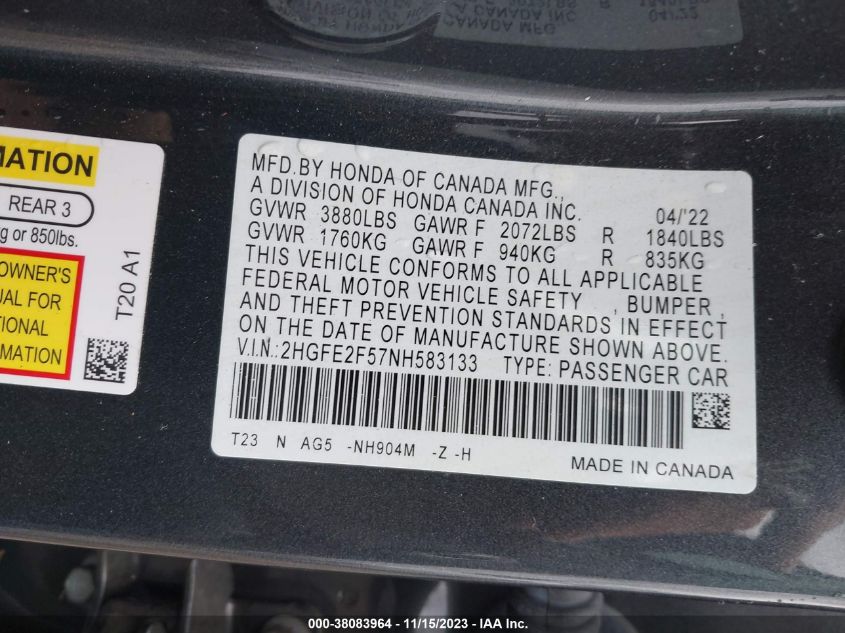 MATION
REAR 3
g or 850lbs.
OWNER'S
UAL FOR
TIONAL
RMATION
T20 A1
MFD.BY HONDA OF CANADA MFG.,
A DIVISION OF HONDA CANADA INC. 04/'22
GVWR 3880LBS GAWR F 2072LBS R 1840LBS
GVWR 1760KG GAWR F 940KG R 835KG
THIS VEHICLE CONFORMS TO ALL APPLICABLE
FEDERAL MOTOR VEHICLE SAFETY , BUMPER ,
AND THEFT PREVENTION STANDARDS IN EFFECT
ON THE DATE OF MANUFACTURE SHOWN ABOVE.
V.I.N.:2HGFE2F57NH583133 TYPE: PASSENGER CAR
T23 N AG5 -NH904M -Z -H
MADE IN CANADA
000-38083964 - 11/15/2023 - IAA Inc.